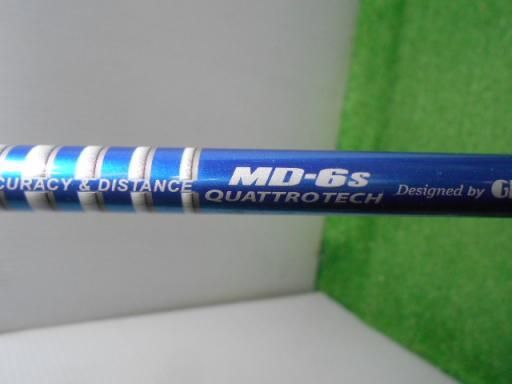 CURACY & DISTANCE
MD-6s
QUATTROTECH
Designed by